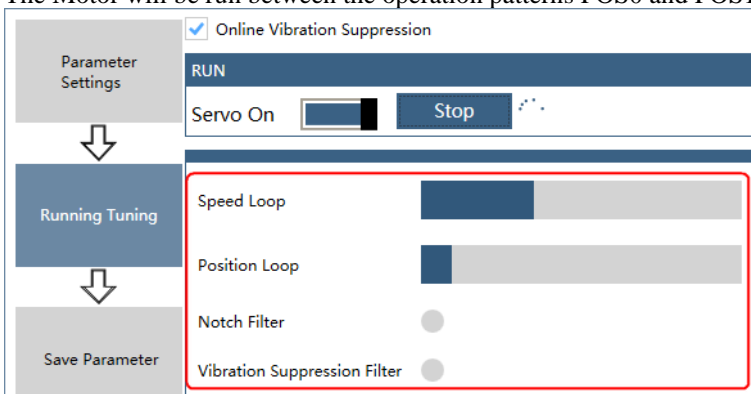 The Motor will be run between the operation patterns POS0 and POS1
Online Vibration Suppression
Parameter
Settings
RUN
Servo On
Stop
Running Tuning
Speed Loop
Position Loop
Notch Filter
Save Parameter
Vibration Suppression Filter